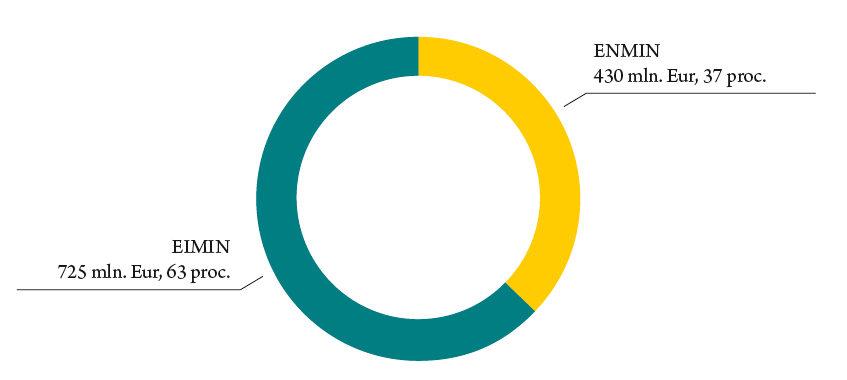 ENMIN
430 mln. Eur, 37 proc.
EIMIN
725 mln. Eur, 63 proc.